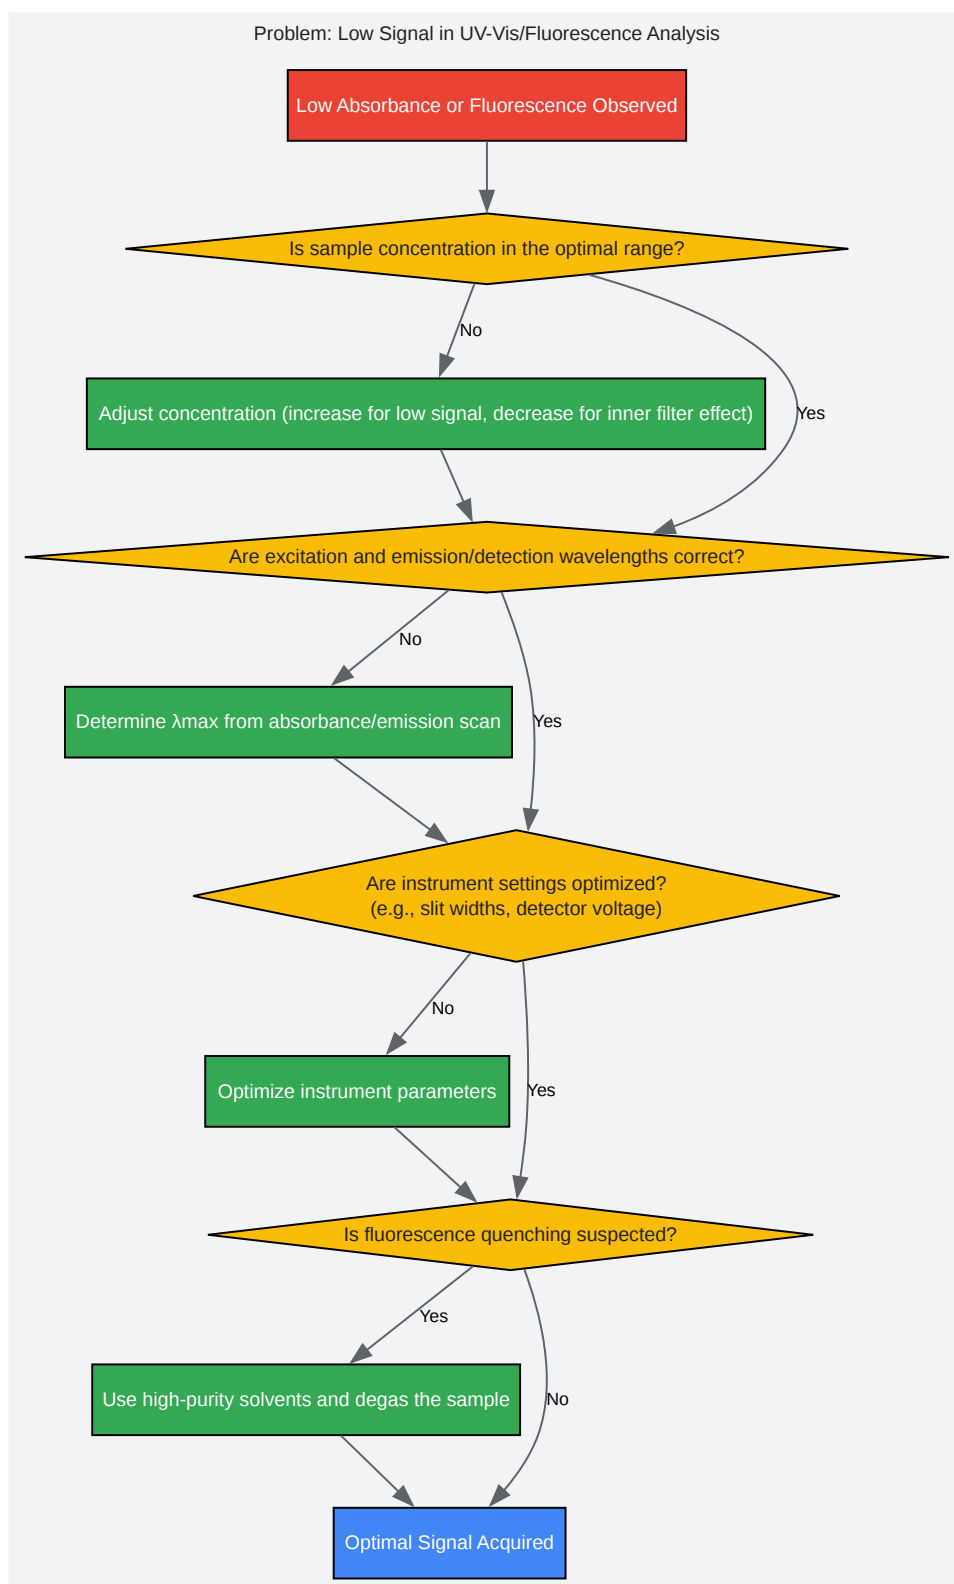 Problem: Low Signal in UV-Vis/Fluorescence Analysis
Low Absorbance or Fluorescence Observed
Is sample concentration in the optimal range?
No
Adjust concentration (increase for low signal, decrease for inner filter effect)
Yes
Are excitation and emission/detection wavelengths correct?
No
Determine λmax from absorbance/emission scan
Yes
Are instrument settings optimized?
(e.g., slit widths, detector voltage)
No
Optimize instrument parameters
Yes
Is fluorescence quenching suspected?
Yes
Use high-purity solvents and degas the sample
No
Optimal Signal Acquired